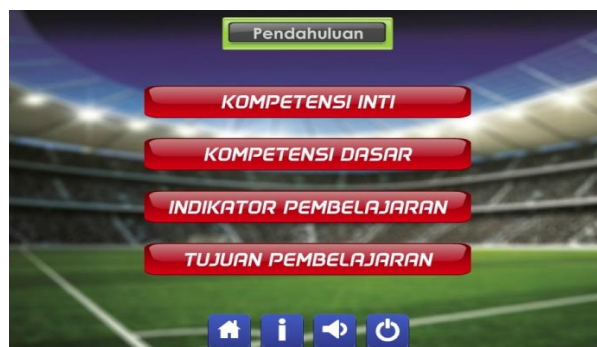 Pendahuluan
KOMPETENSI INTI
KOMPETENSI DASAR
INDIKATOR PEMBELAJARAN
TUJUAN PEMBELAJARAN